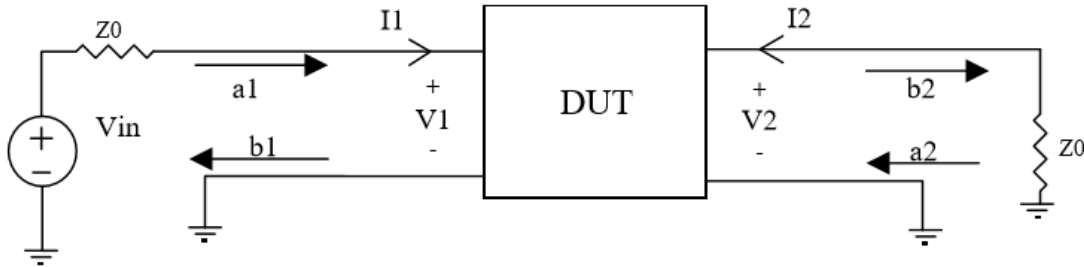 Z0
I1
I2
a1
b2
+
V1
-
DUT
+
V2
-
Vin
+
−
b1
a2
Z0